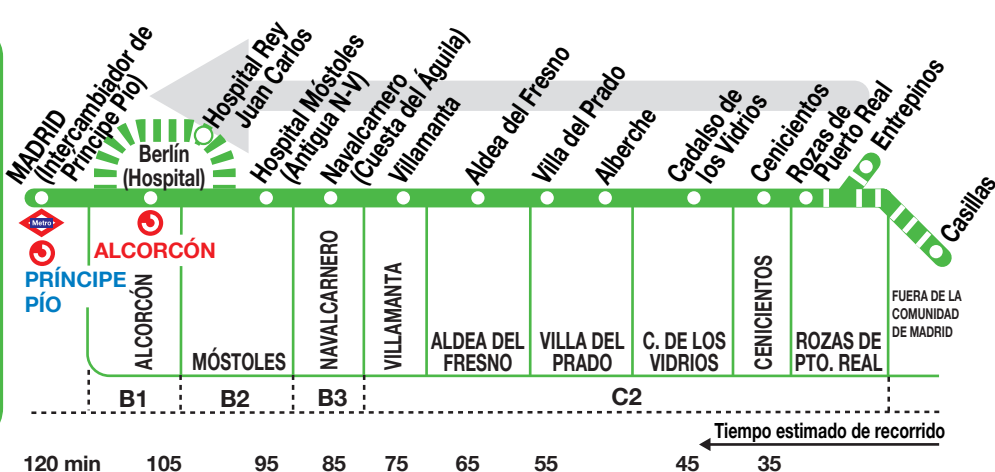 MADRID
(Intercambiador de
Príncipe Pío)
Berlín
(Hospital)
Hospital Rey
Juan Carlos
Hospital Móstoles
(Antigua N-V)
Navalcarnero
(Cuesta del Águila)
Villamanta
Aldea del Fresno
Villa del Prado
Alberche
Cadalso de
los Vidrios
Cenicientos
Rozas de
Puerto Real
Entrepinos
Casillas
Metro
PRÍNCIPE
PÍO
ALCORCÓN
ALCORCÓN
MÓSTOLES
NAVALCARNERO
VILLAMANTA
ALDEA DEL
FRESNO
VILLA DEL
PRADO
C. DE LOS
VIDRIOS
CENICIENTOS
ROZAS DE
PTO. REAL
FUERA DE LA
COMUNIDAD
DE MADRID
B1 B2 B3 C2
Tiempo estimado de recorrido
120 min 105 95 85 75 65 55 45 35